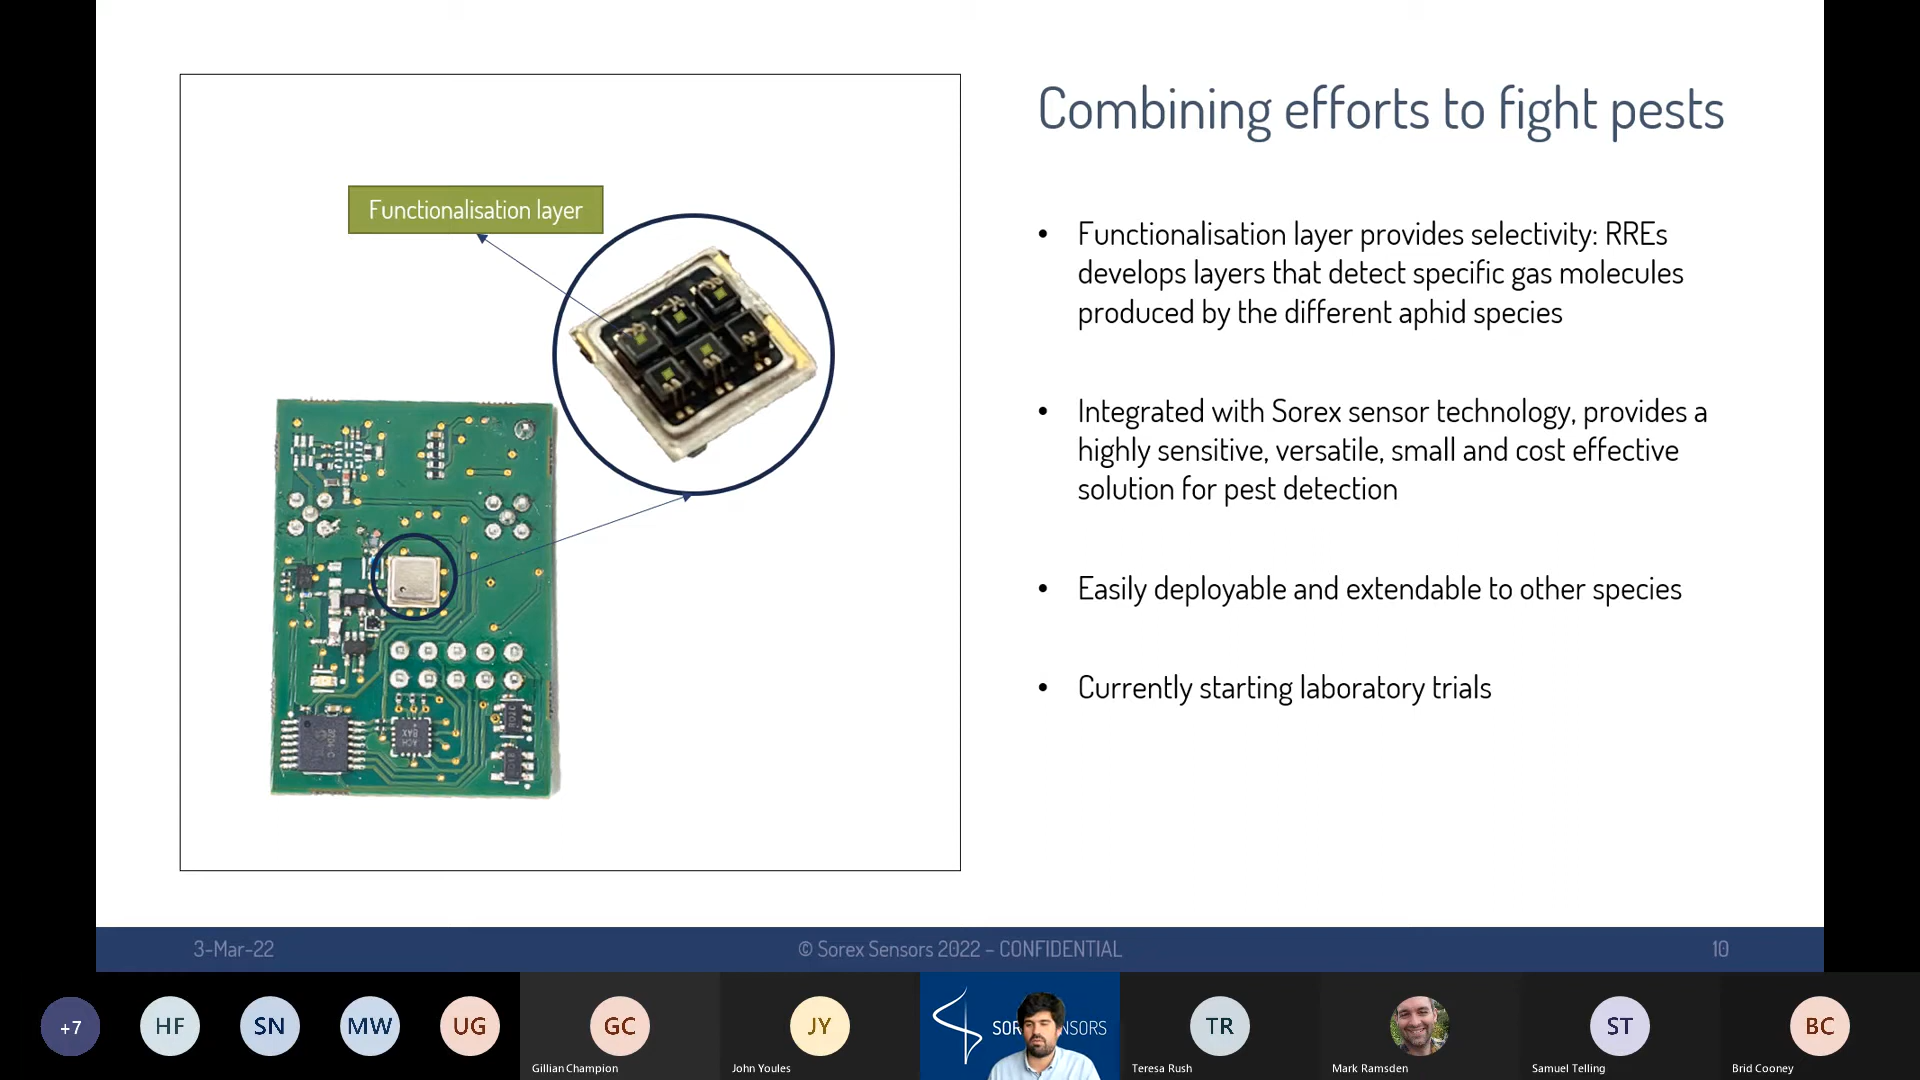 Combining efforts to fight pests
Functionalisation layer
• Functionalisation layer provides selectivity: RREs
develops layers that detect specific gas molecules
produced by the different aphid species
• Integrated with Sorex sensor technology, provides a
highly sensitive, versatile, small and cost effective
solution for pest detection
• Easily deployable and extendable to other species
• Currently starting laboratory trials
3-Mar-22
© Sorex Sensors 2022 – CONFIDENTIAL
10
+7
HF
SN
MW
UG
GC
Gillian Champion
JY
John Youles
TR
Teresa Rush
Mark Ramsden
ST
Samuel Telling
BC
Brid Cooney